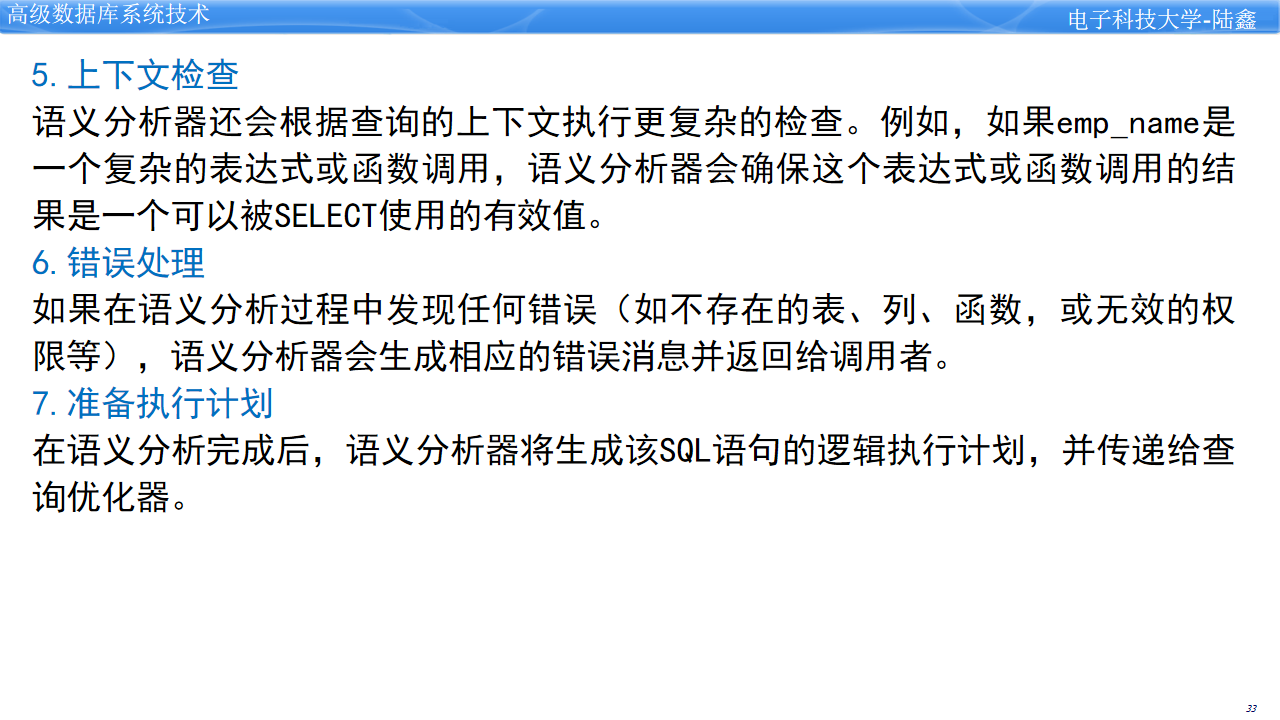 高级数据库系统技术
电子科技大学-陆鑫
5.上下文检查
语义分析器还会根据查询的上下文执行更复杂的检查。例如，如果emp_name是
一个复杂的表达式或函数调用，语义分析器会确保这个表达式或函数调用的结
果是一个可以被SELECT使用的有效值。
6.错误处理
如果在语义分析过程中发现任何错误（如不存在的表、列、函数，或无效的权
限等），语义分析器会生成相应的错误消息并返回给调用者。
7.准备执行计划
在语义分析完成后，语义分析器将生成该SQL语句的逻辑执行计划，并传递给查
询优化器。
33